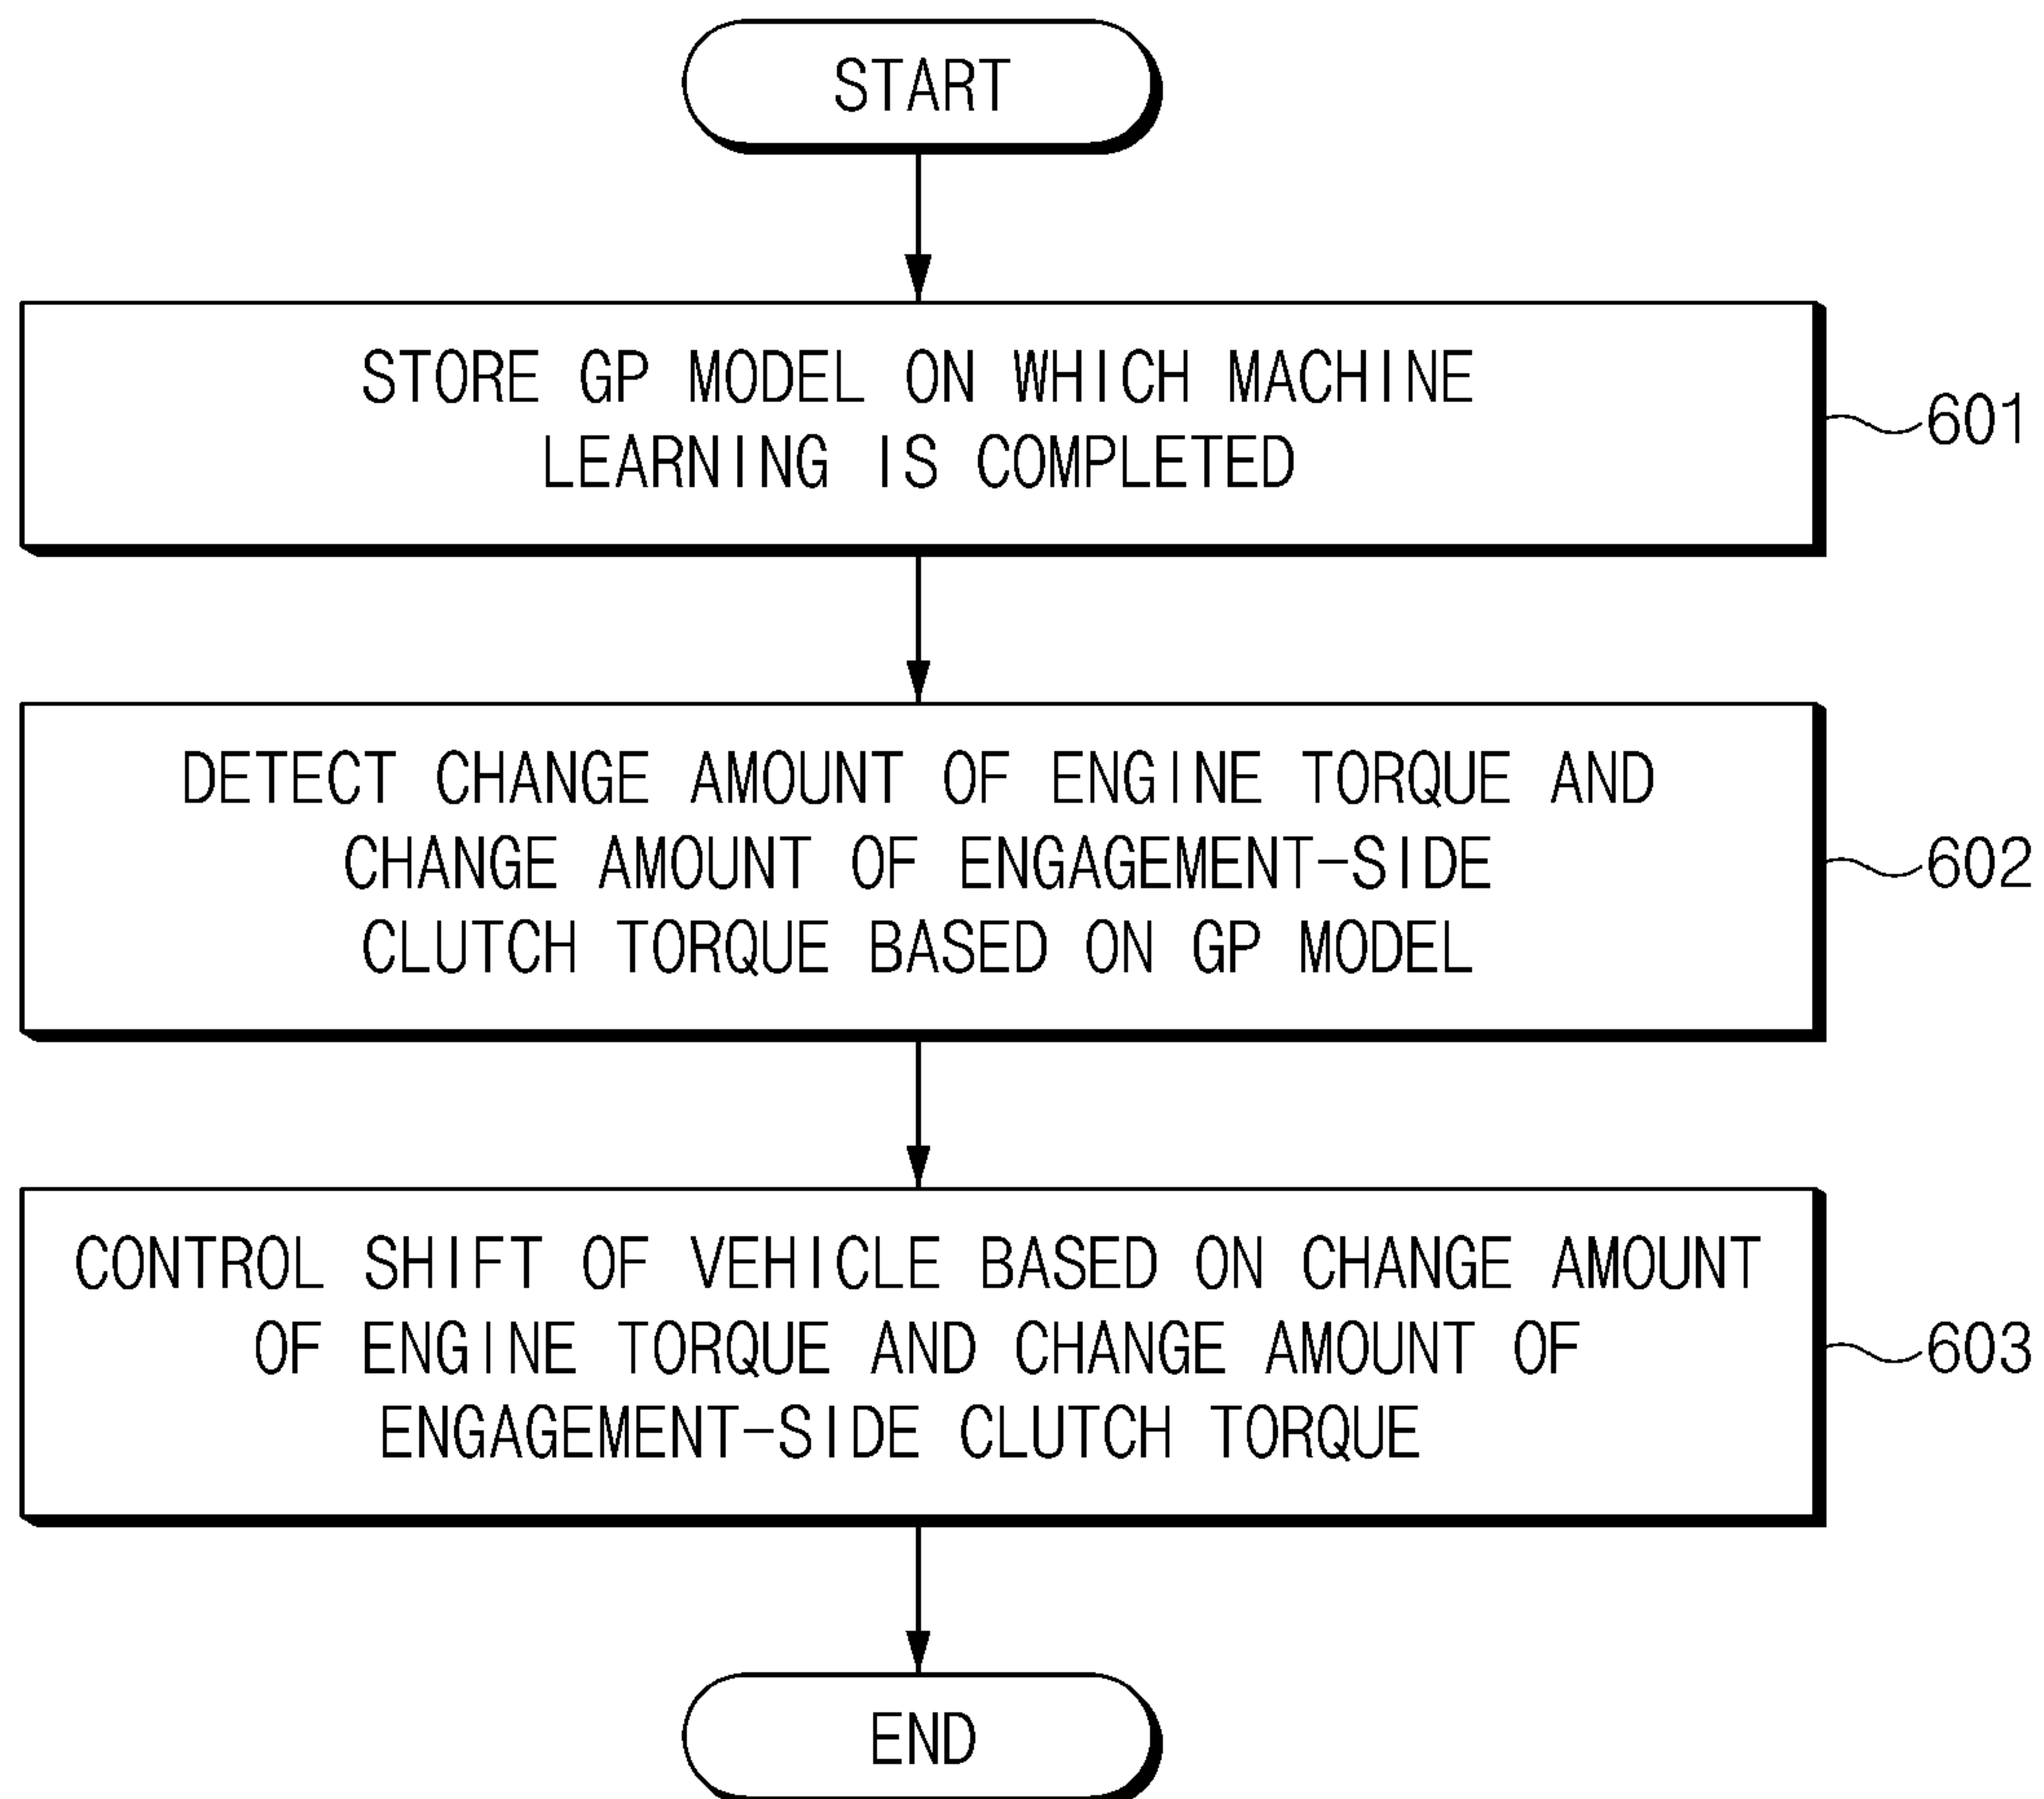 START
STORE GP MODEL ON WHICH MACHINE
LEARNING IS COMPLETED
601
DETECT CHANGE AMOUNT OF ENGINE TORQUE AND
CHANGE AMOUNT OF ENGAGEMENT-SIDE
CLUTCH TORQUE BASED ON GP MODEL
602
CONTROL SHIFT OF VEHICLE BASED ON CHANGE AMOUNT
OF ENGINE TORQUE AND CHANGE AMOUNT OF
ENGAGEMENT-SIDE CLUTCH TORQUE
603
END